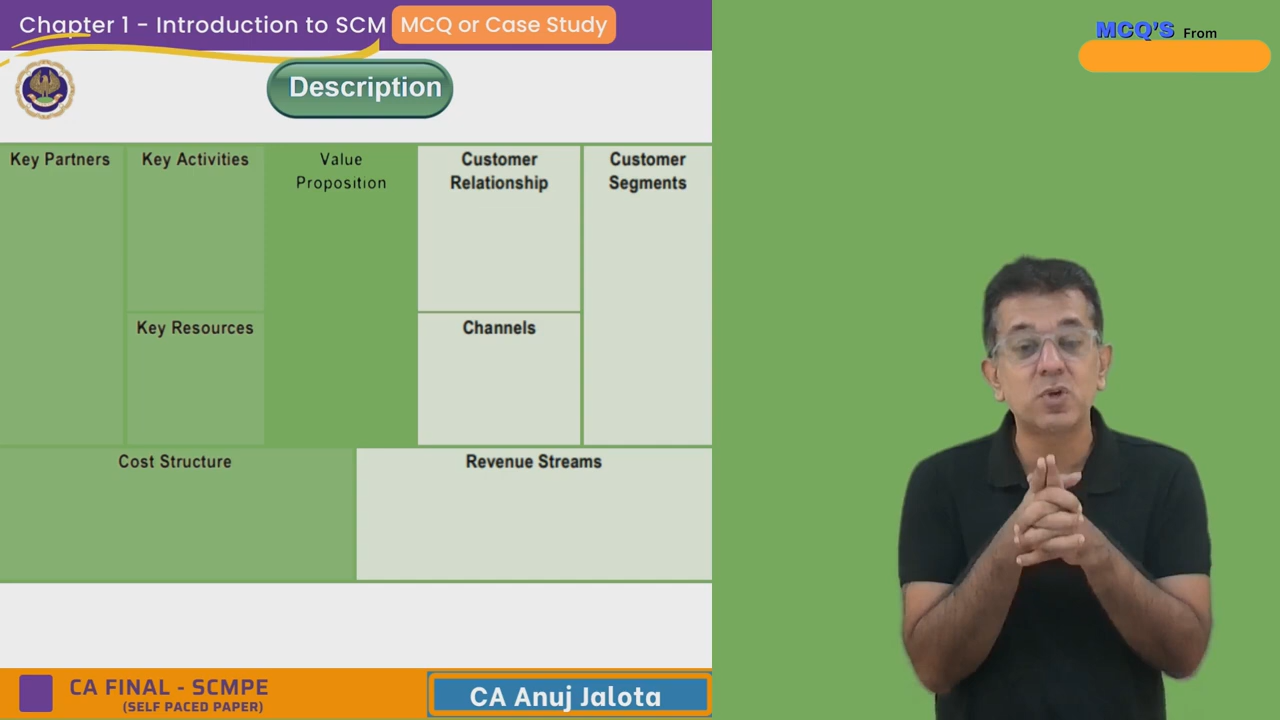 Chapter 1 - Introduction to SCM
MCQ or Case Study
MCQ'S From
Description
Key Partners
Key Activities
Value
Proposition
Customer
Relationship
Customer
Segments
Key Resources
Channels
Cost Structure
Revenue Streams
CA FINAL - SCMPE
(SELF PACED PAPER)
CA Anuj Jalota